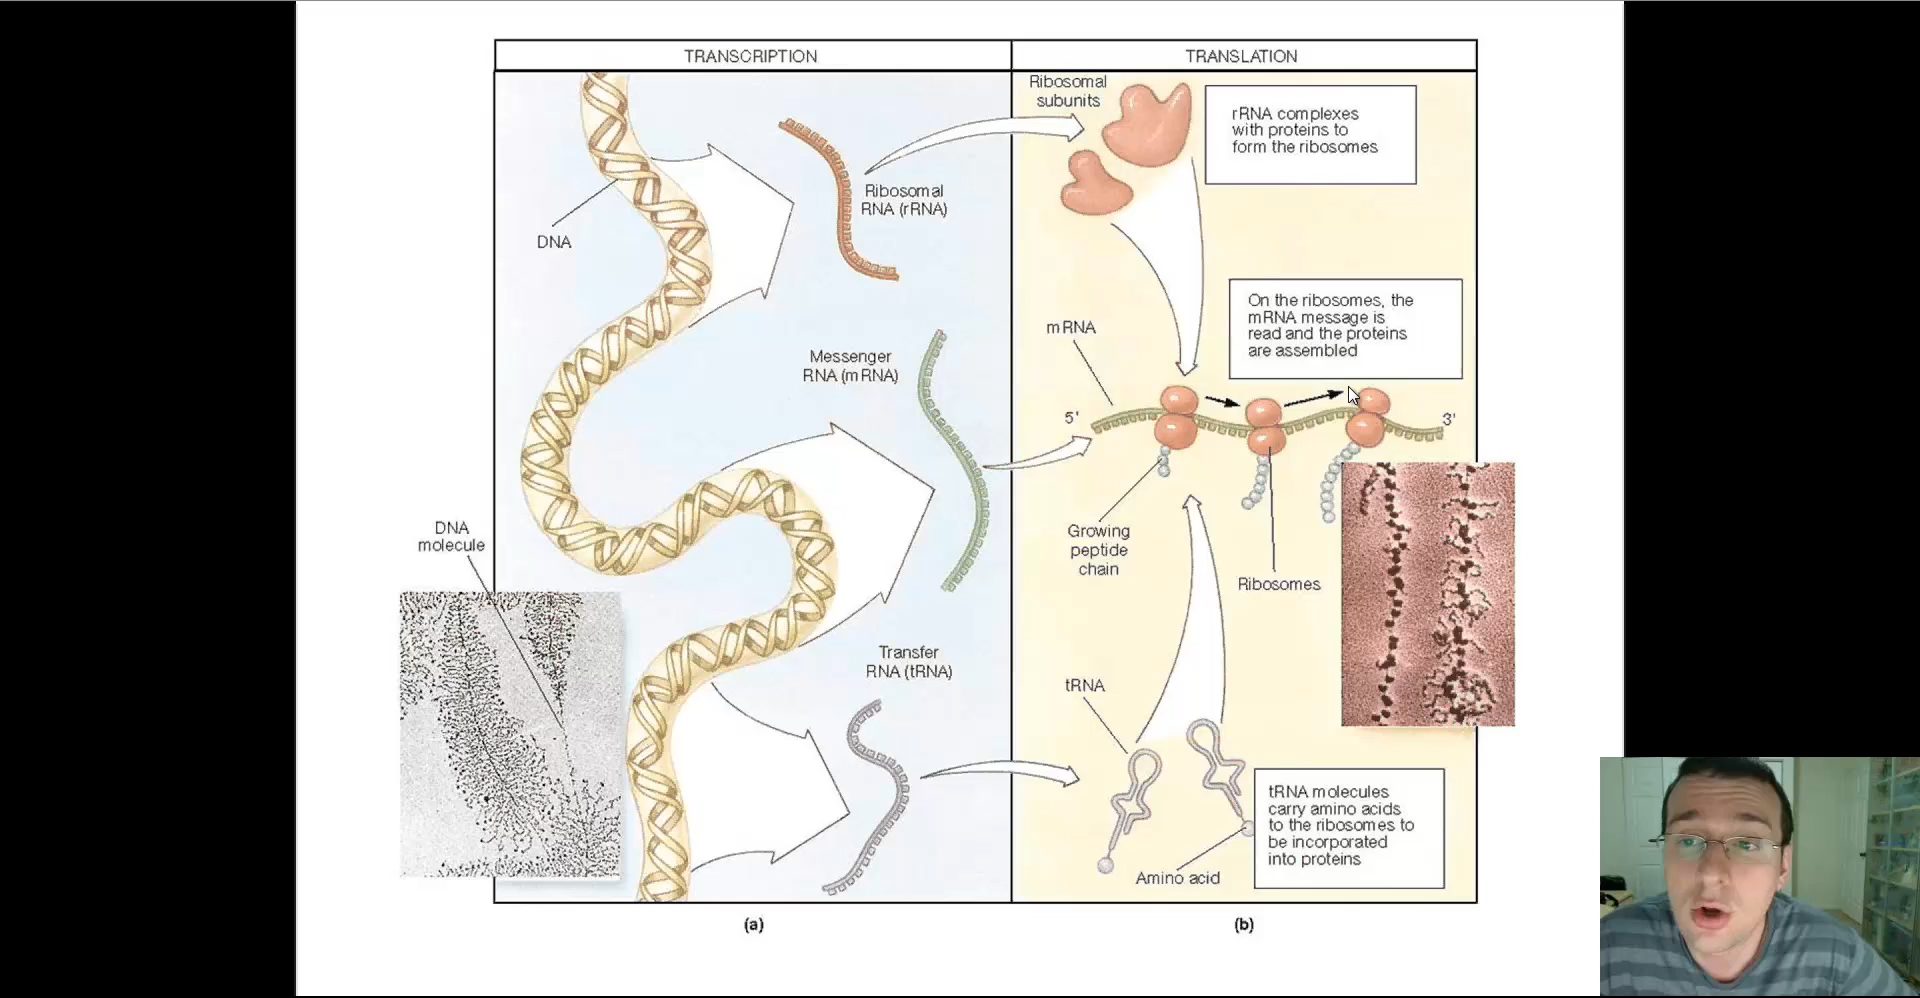 TRANSCRIPTION
TRANSLATION
DNA
Ribosomal
RNA (rRNA)
Messenger
RNA (mRNA)
DNA
molecule
Transfer
RNA (tRNA)
Ribosomal
subunits
rRNA complexes
with proteins to
form the ribosomes
mRNA
On the ribosomes, the
mRNA message is
read and the proteins
are assembled
5'
3'
Growing
peptide
chain
Ribosomes
tRNA
Amino acid
tRNA molecules
carry amino acids
to the ribosomes to
be incorporated
into proteins
(a)
(b)